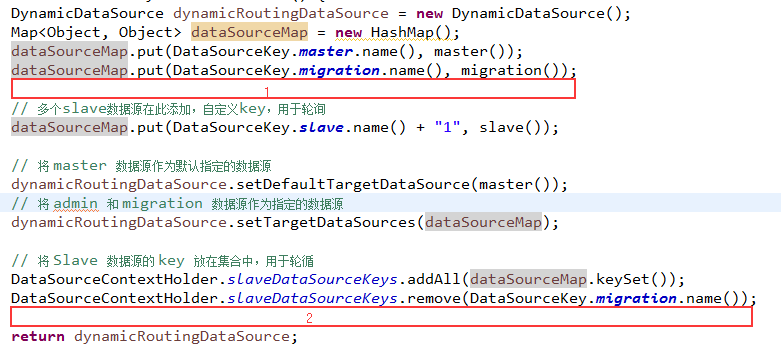 DynamicDataSource dynamicRoutingDataSource = new DynamicDataSource();
Map<Object, Object> dataSourceMap = new HashMap();
dataSourceMap.put(DataSourceKey.master.name(), master());
dataSourceMap.put(DataSourceKey.migration.name(), migration());
1
// 多个slave数据源在此添加，自定义key，用于轮询
dataSourceMap.put(DataSourceKey.slave.name() + "1", slave());
// 将 master 数据源作为默认指定的数据源
dynamicRoutingDataSource.setDefaultTargetDataSource(master());
// 将 admin 和 migration 数据源作为指定的数据源
dynamicRoutingDataSource.setTargetDataSources(dataSourceMap);
// 将 Slave 数据源的 key 放在集合中，用于轮循
DataSourceContextHolder.slaveDataSourceKeys.addAll(dataSourceMap.keySet());
DataSourceContextHolder.slaveDataSourceKeys.remove(DataSourceKey.migration.name());
2
return dynamicRoutingDataSource;